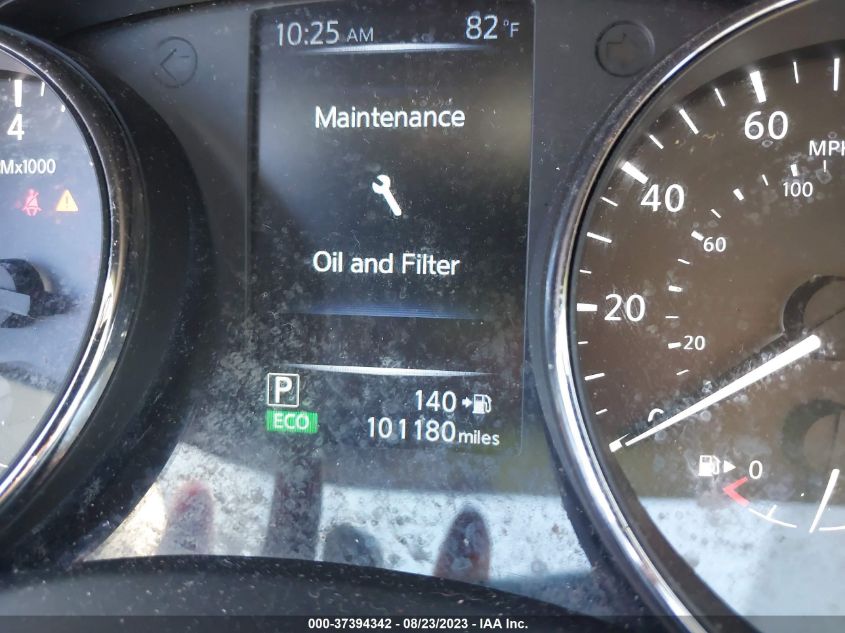 10:25 AM 82 °F
Maintenance
Oil and Filter
P
ECO
140
101180 miles
4
Mx1000
0
20
40
60
MPH
20
60
100
0
000-37394342 - 08/23/2023 - IAA Inc.